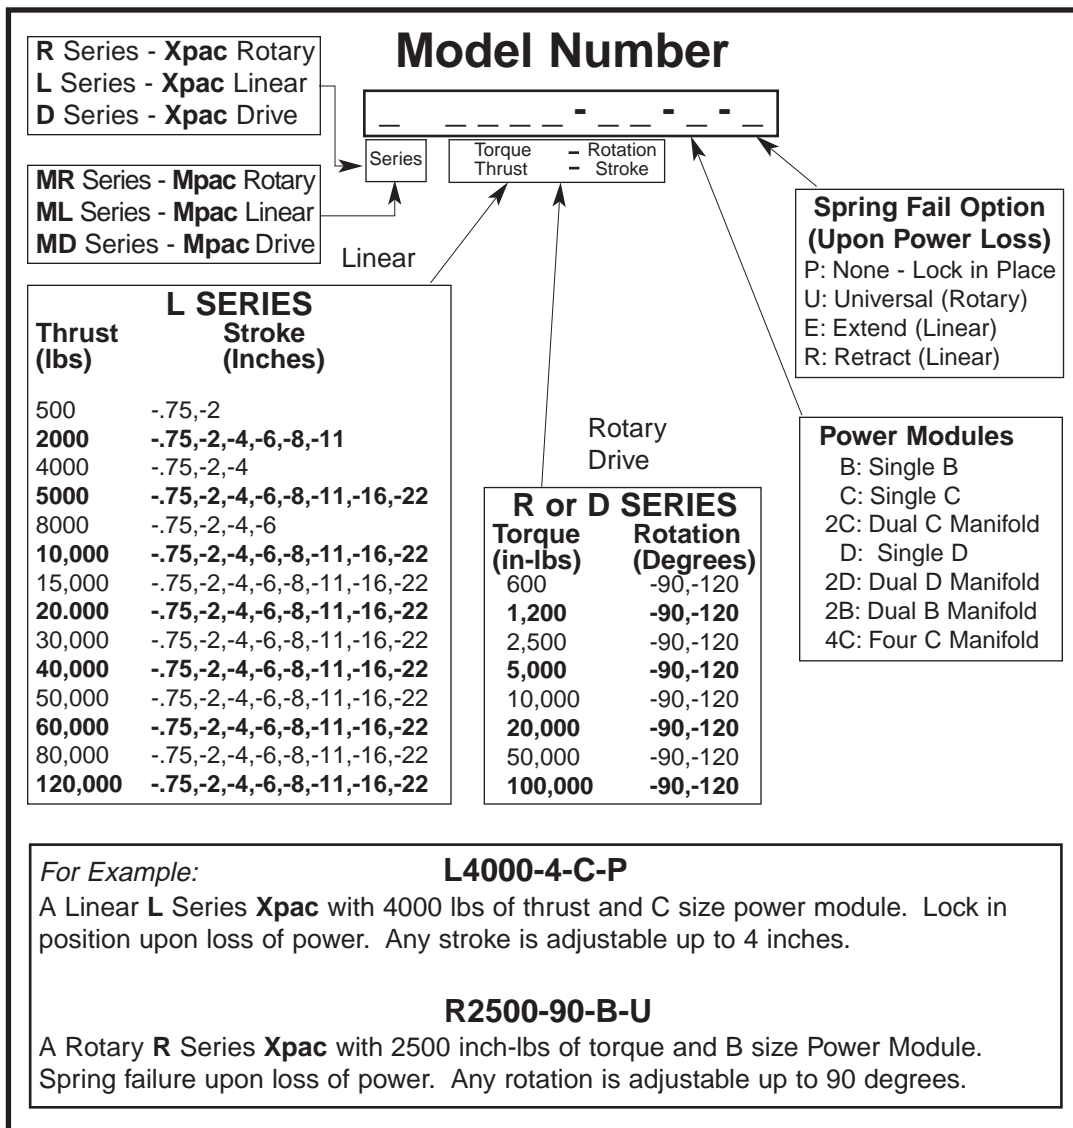 Model Number
R Series - Xpac Rotary
L Series - Xpac Linear
D Series - Xpac Drive
_ _ _ _ _ - _ _ - _ - _
Series
Torque – Rotation
Thrust – Stroke
MR Series - Mpac Rotary
ML Series - Mpac Linear
MD Series - Mpac Drive
Linear
Spring Fail Option
(Upon Power Loss)
P: None - Lock in Place
U: Universal (Rotary)
E: Extend (Linear)
R: Retract (Linear)
L SERIES
Thrust Stroke
(lbs) (Inches)
500 -.75,-2
2000 -.75,-2,-4,-6,-8,-11
4000 -.75,-2,-4
5000 -.75,-2,-4,-6,-8,-11,-16,-22
8000 -.75,-2,-4,-6
10,000 -.75,-2,-4,-6,-8,-11,-16,-22
15,000 -.75,-2,-4,-6,-8,-11,-16,-22
20.000 -.75,-2,-4,-6,-8,-11,-16,-22
30,000 -.75,-2,-4,-6,-8,-11,-16,-22
40,000 -.75,-2,-4,-6,-8,-11,-16,-22
50,000 -.75,-2,-4,-6,-8,-11,-16,-22
60,000 -.75,-2,-4,-6,-8,-11,-16,-22
80,000 -.75,-2,-4,-6,-8,-11,-16,-22
120,000 -.75,-2,-4,-6,-8,-11,-16,-22
Rotary
Drive
R or D SERIES
Torque Rotation
(in-lbs) (Degrees)
600 -90,-120
1,200 -90,-120
2,500 -90,-120
5,000 -90,-120
10,000 -90,-120
20,000 -90,-120
50,000 -90,-120
100,000 -90,-120
Power Modules
B: Single B
C: Single C
2C: Dual C Manifold
D: Single D
2D: Dual D Manifold
2B: Dual B Manifold
4C: Four C Manifold
For Example: L4000-4-C-P
A Linear L Series Xpac with 4000 lbs of thrust and C size power module. Lock in
position upon loss of power. Any stroke is adjustable up to 4 inches.
R2500-90-B-U
A Rotary R Series Xpac with 2500 inch-lbs of torque and B size Power Module.
Spring failure upon loss of power. Any rotation is adjustable up to 90 degrees.